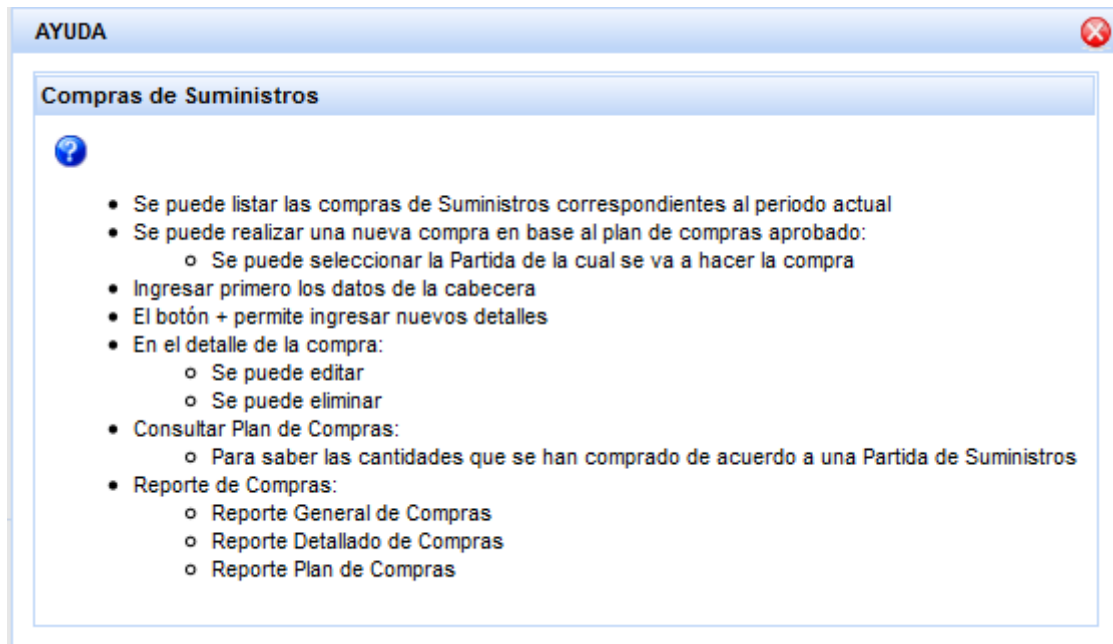 AYUDA
Compras de Suministros
?
• Se puede listar las compras de Suministros correspondientes al periodo actual
• Se puede realizar una nueva compra en base al plan de compras aprobado:
o Se puede seleccionar la Partida de la cual se va a hacer la compra
• Ingresar primero los datos de la cabecera
• El botón + permite ingresar nuevos detalles
• En el detalle de la compra:
o Se puede editar
o Se puede eliminar
• Consultar Plan de Compras:
o Para saber las cantidades que se han comprado de acuerdo a una Partida de Suministros
• Reporte de Compras:
o Reporte General de Compras
o Reporte Detallado de Compras
o Reporte Plan de Compras